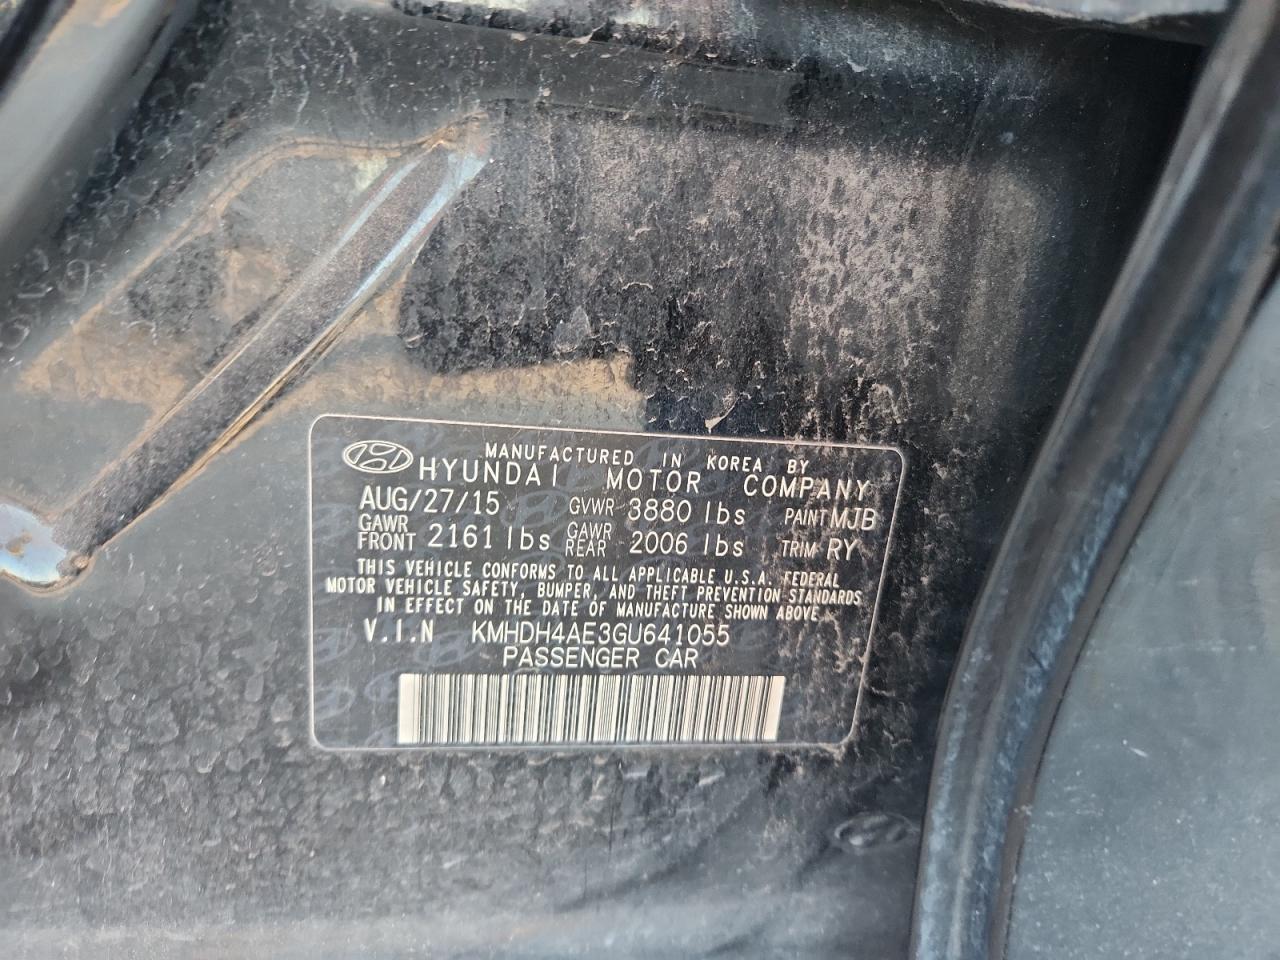 MANUFACTURED IN KOREA BY
HYUNDAI MOTOR COMPANY
AUG/27/15 GVWR 3880 lbs PAINT MJB
GAWR FRONT 2161 lbs GAWR REAR 2006 lbs TRIM RY
THIS VEHICLE CONFORMS TO ALL APPLICABLE U.S.A. FEDERAL
MOTOR VEHICLE SAFETY, BUMPER, AND THEFT PREVENTION STANDARDS
IN EFFECT ON THE DATE OF MANUFACTURE SHOWN ABOVE
V.I.N KMHDH4AE3GU641055
PASSENGER CAR